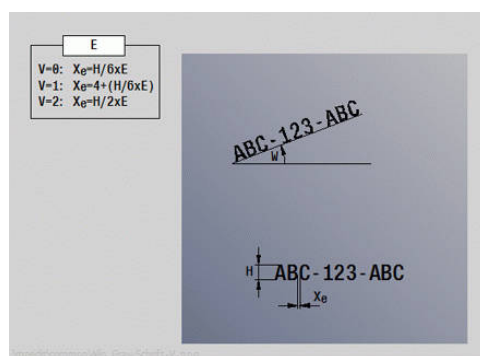 E
V=0: Xe=H/6xE
V=1: Xe=4+(H/6xE)
V=2: Xe=H/2xE
ABC-123-ABC
W
H ABC-123-ABC
Xe